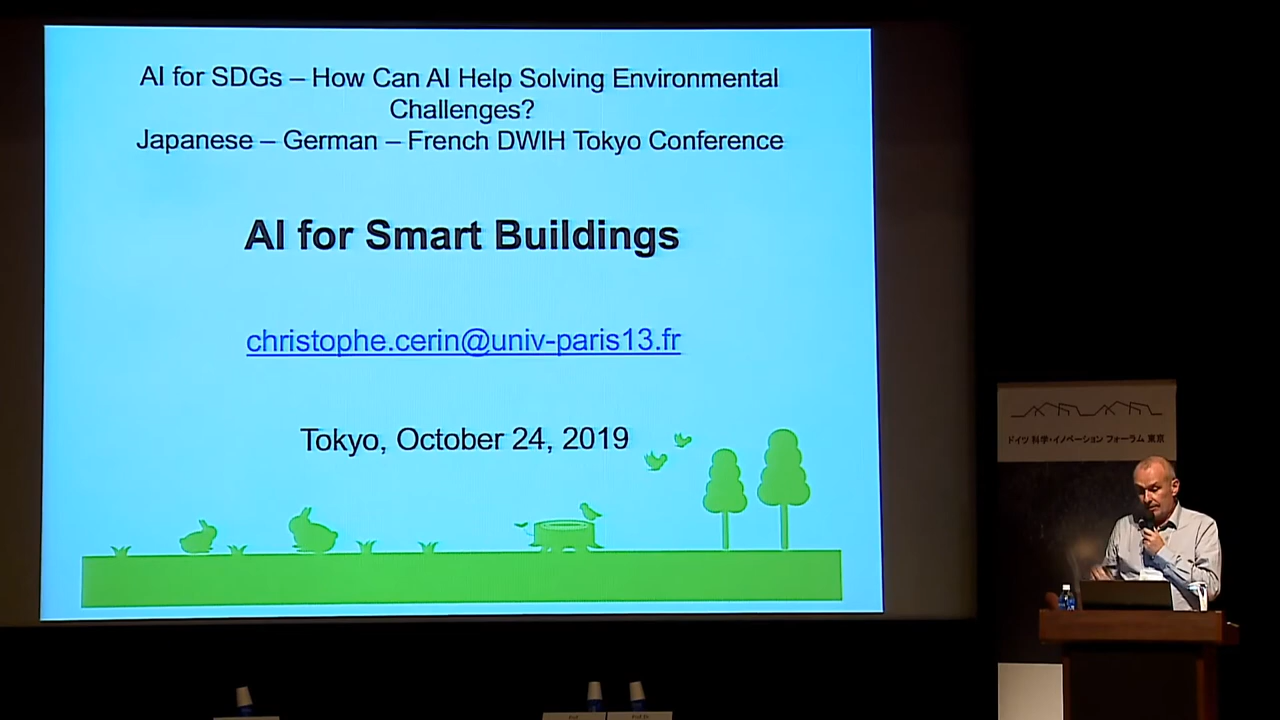 AI for SDGs – How Can AI Help Solving Environmental
Challenges?
Japanese – German – French DWIH Tokyo Conference
AI for Smart Buildings
christophe.cerin@univ-paris13.fr
Tokyo, October 24, 2019
ドイツ 科学・イノベーション フォーラム 東京